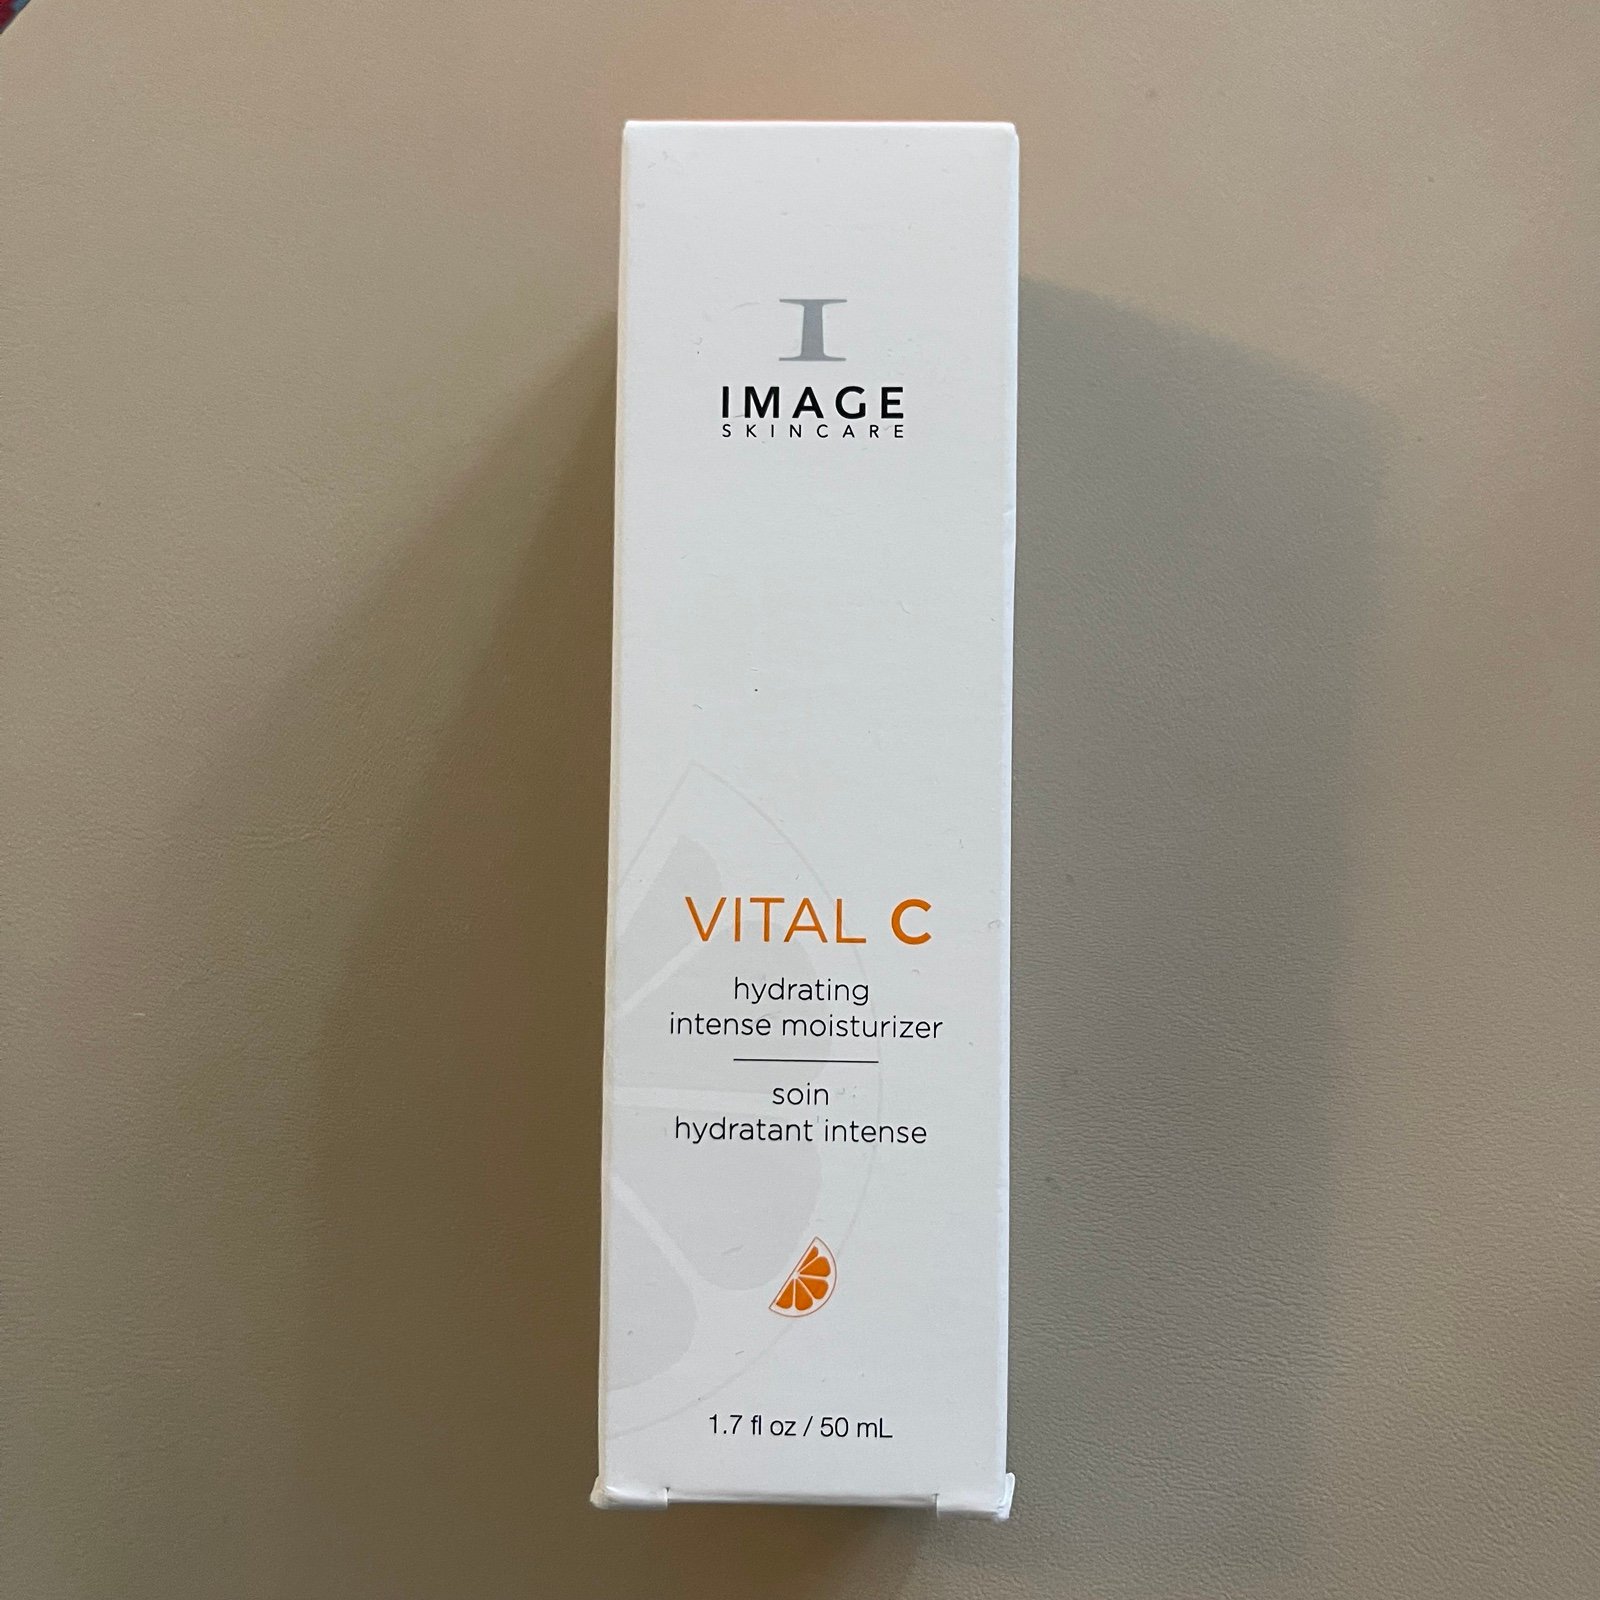 I
IMAGE
SKINCARE
VITAL C
hydrating
intense moisturizer
soin
hydratant intense
1.7 fl oz / 50 mL